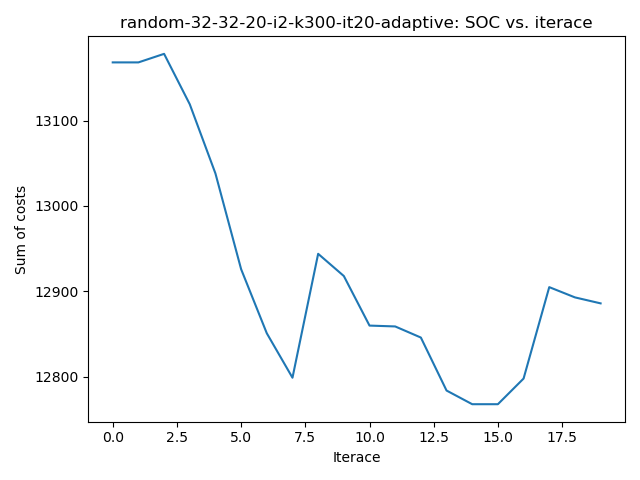 random-32-32-20-i2-k300-it20-adaptive: SOC vs. iterace
Sum of costs
13100
13000
12900
12800
0.0 2.5 5.0 7.5 10.0 12.5 15.0 17.5
Iterace